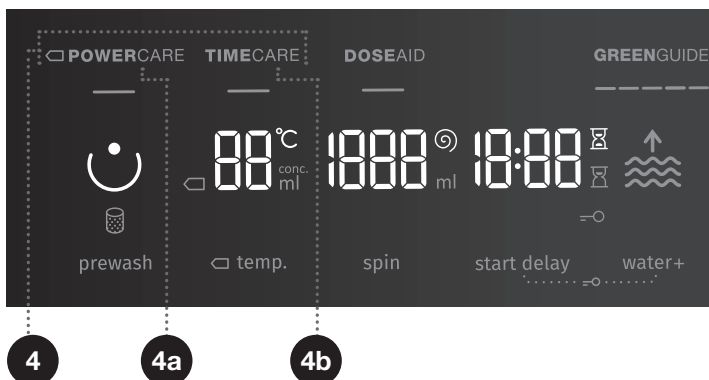 POWERCARE TIMECARE DOSEAID GREENGUIDE
88 °C 1888 18:88
conc.
ml ml
prewash temp. spin start delay water+
4 4a 4b